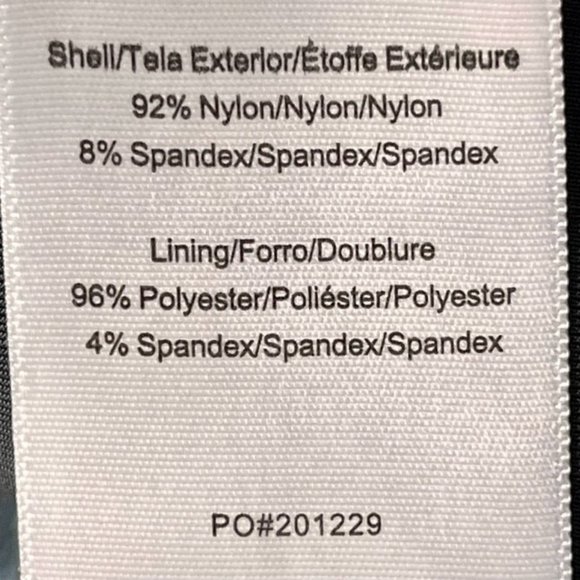 Shell/Tela Exterior/Étoffe Extérieure
92% Nylon/Nylon/Nylon
8% Spandex/Spandex/Spandex
Lining/Forro/Doublure
96% Polyester/Poliéster/Polyester
4% Spandex/Spandex/Spandex
PO#201229